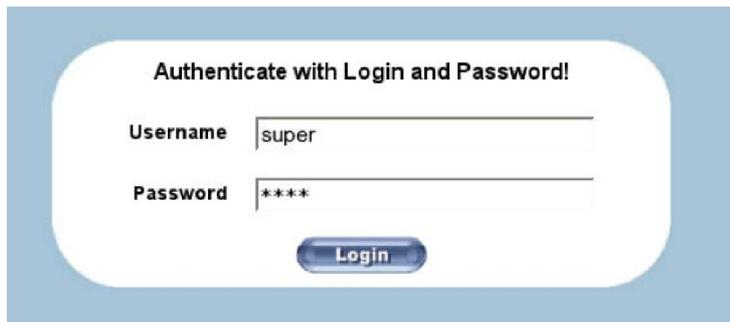 Authenticate with Login and Password!
Username super
Password ****
Login